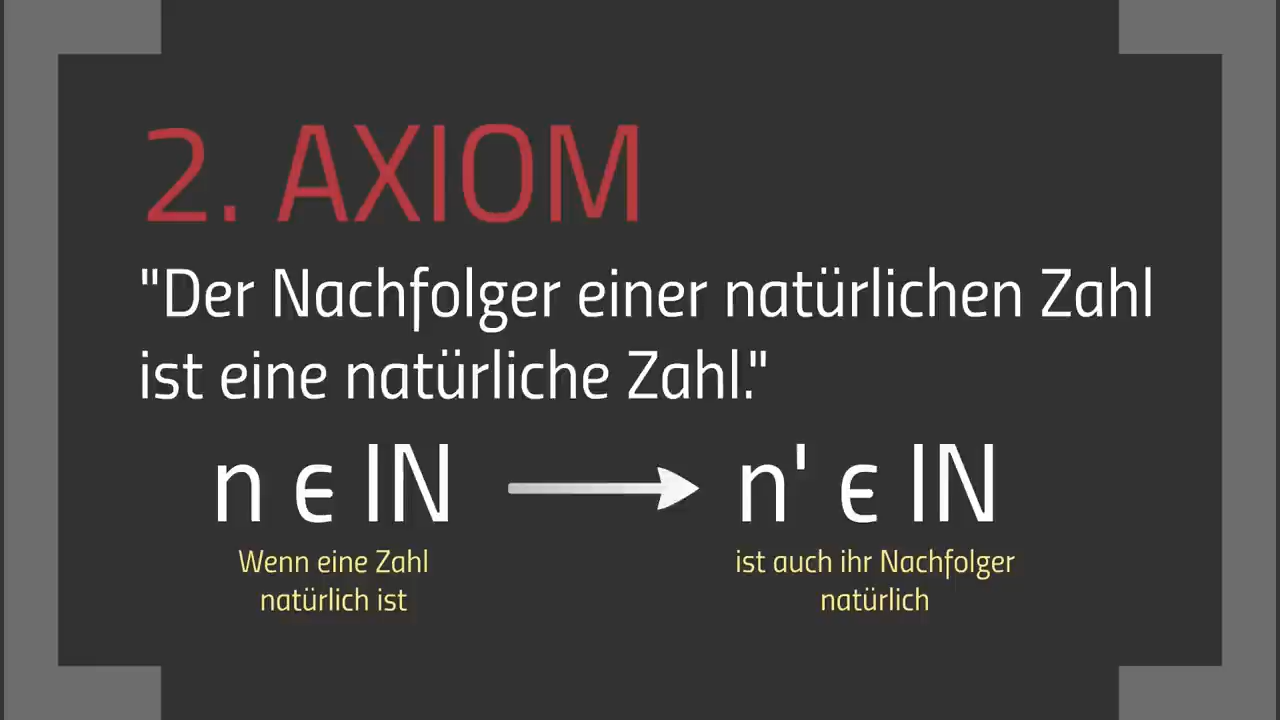 2. AXIOM
"Der Nachfolger einer natürlichen Zahl
ist eine natürliche Zahl."
n ϵ IN → n' ϵ IN
Wenn eine Zahl
natürlich ist
ist auch ihr Nachfolger
natürlich